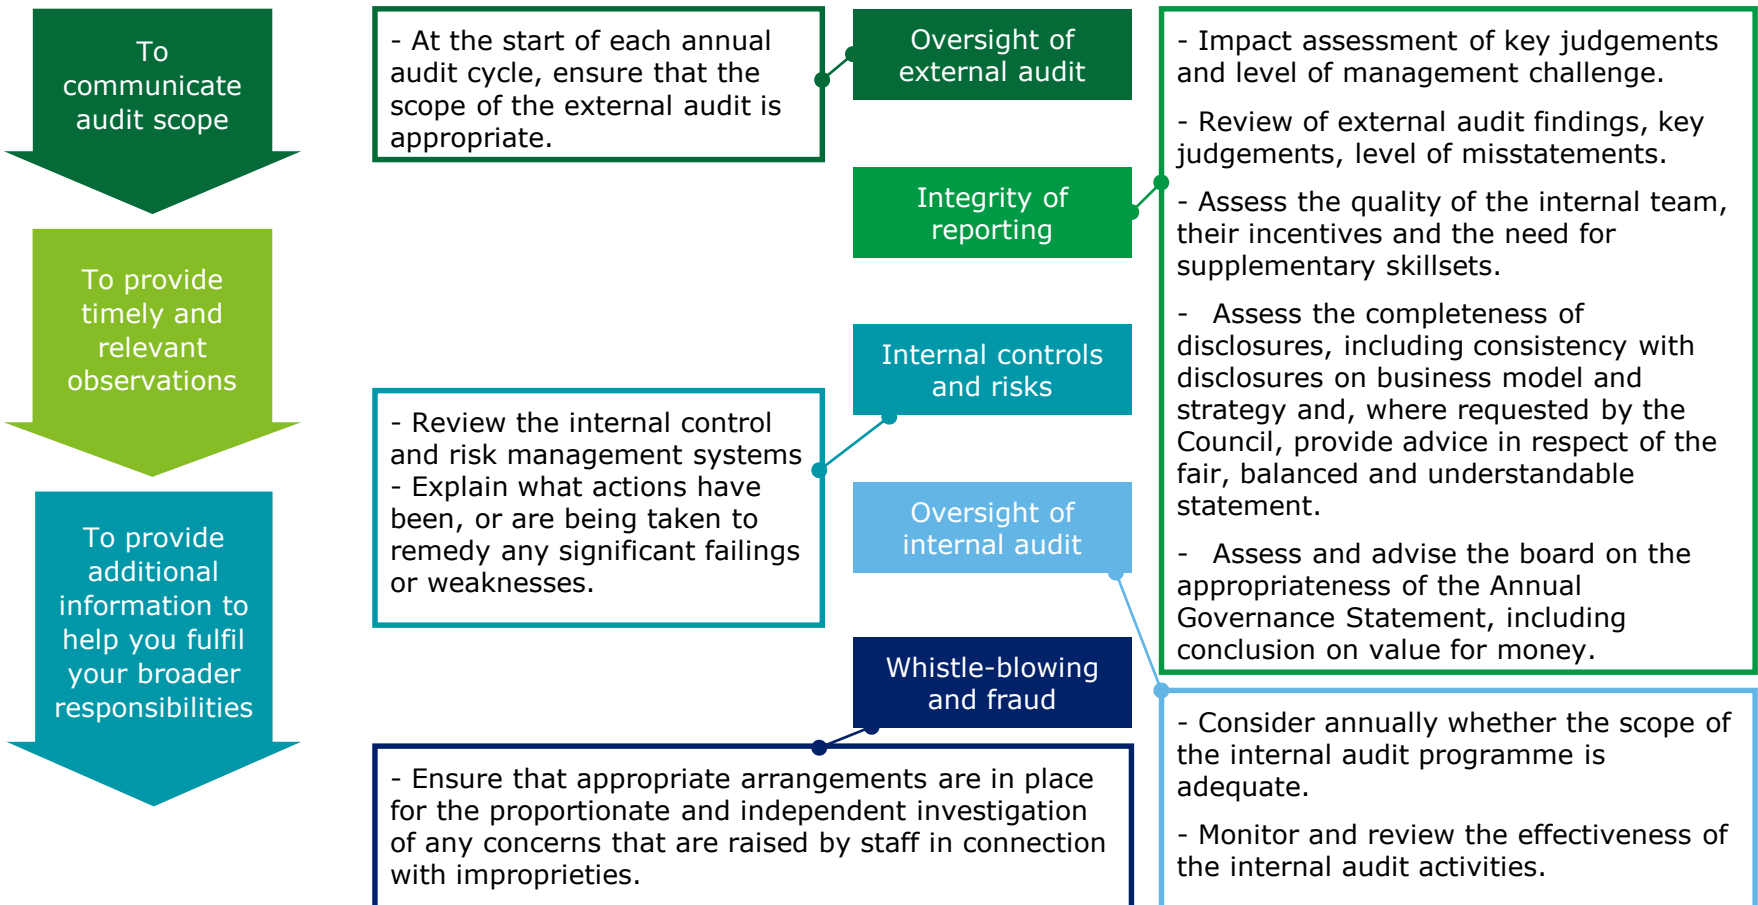 To
communicate
audit scope
To provide
timely and
relevant
observations
To provide
additional
information to
help you fulfil
your broader
responsibilities
- At the start of each annual
audit cycle, ensure that the
scope of the external audit is
appropriate.
Oversight of
external audit
Integrity of
reporting
- Impact assessment of key judgements
and level of management challenge.
- Review of external audit findings, key
judgements, level of misstatements.
- Assess the quality of the internal team,
their incentives and the need for
supplementary skillsets.
- Assess the completeness of
disclosures, including consistency with
disclosures on business model and
strategy and, where requested by the
Council, provide advice in respect of the
fair, balanced and understandable
statement.
- Assess and advise the board on the
appropriateness of the Annual
Governance Statement, including
conclusion on value for money.
Internal controls
and risks
- Review the internal control
and risk management systems
- Explain what actions have
been, or are being taken to
remedy any significant failings
or weaknesses.
Oversight of
internal audit
- Consider annually whether the scope of
the internal audit programme is
adequate.
- Monitor and review the effectiveness of
the internal audit activities.
Whistle-blowing
and fraud
- Ensure that appropriate arrangements are in place
for the proportionate and independent investigation
of any concerns that are raised by staff in connection
with improprieties.